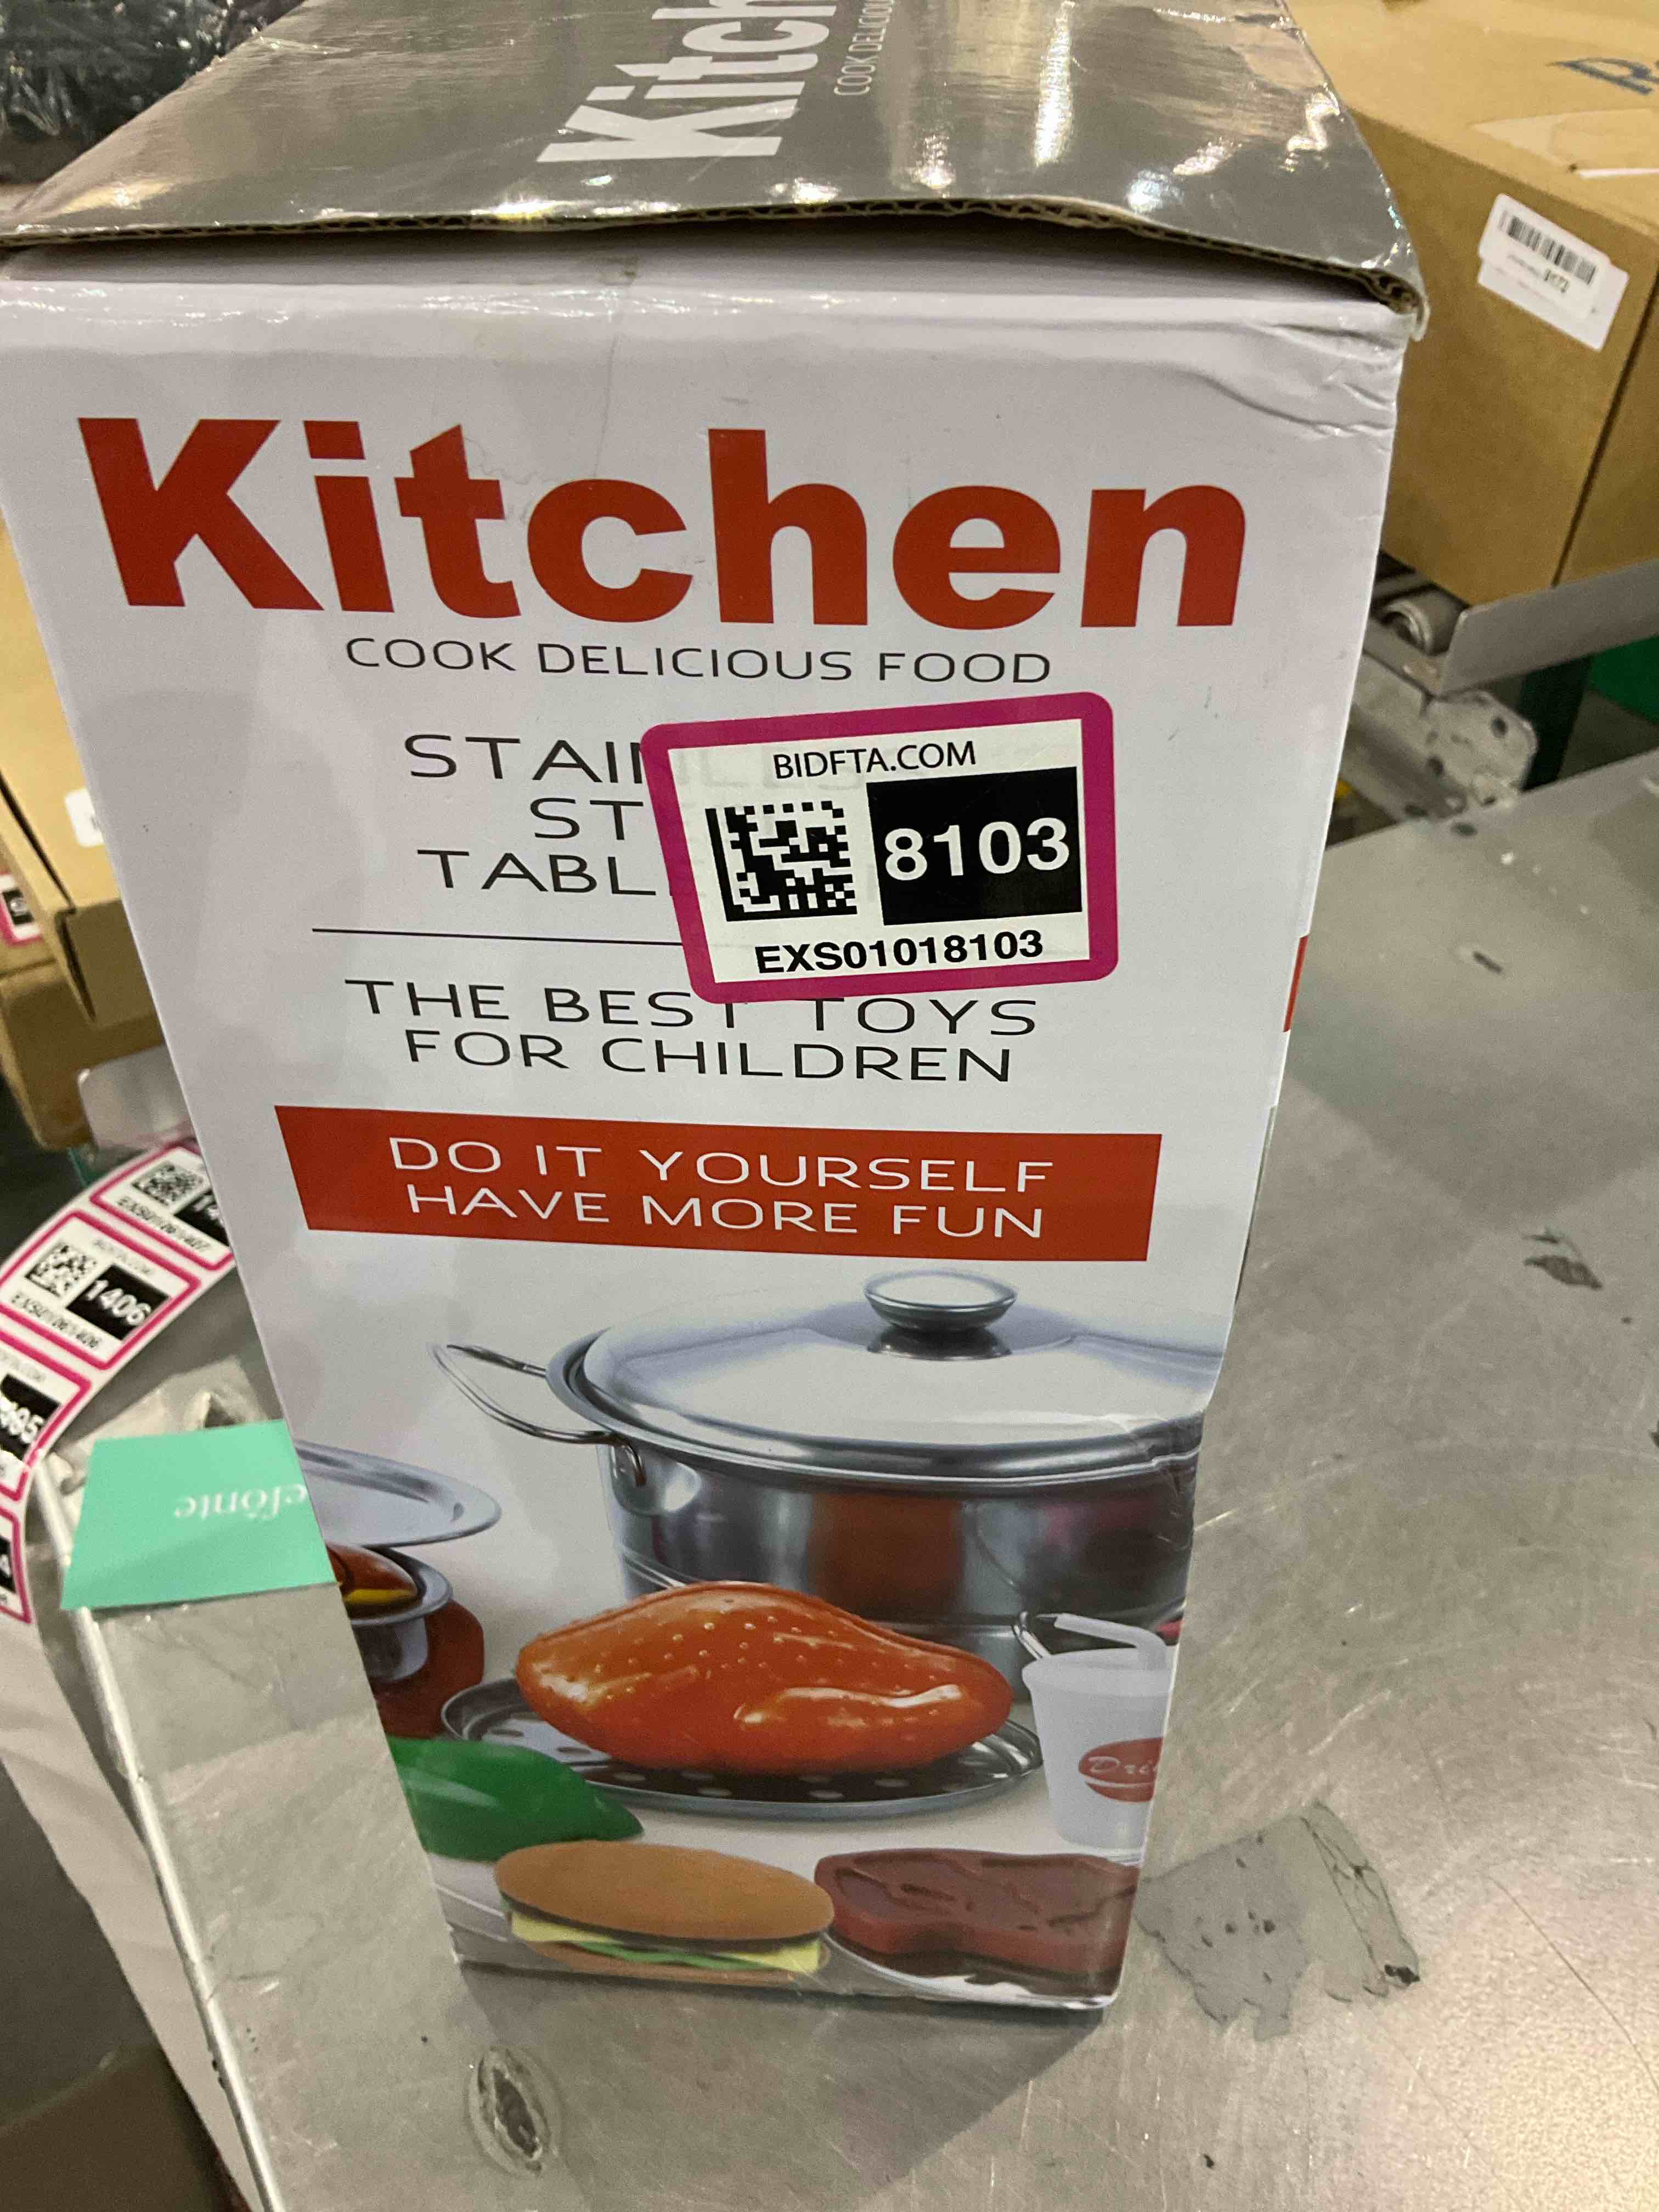 Kitch
COOK DELICIOU
Kitchen
COOK DELICIOUS FOOD
STAI
ST
TABL
BIDFTA.COM
8103
EXS01018103
THE BEST TOYS
FOR CHILDREN
DO IT YOURSELF
HAVE MORE FUN
1406
efônte